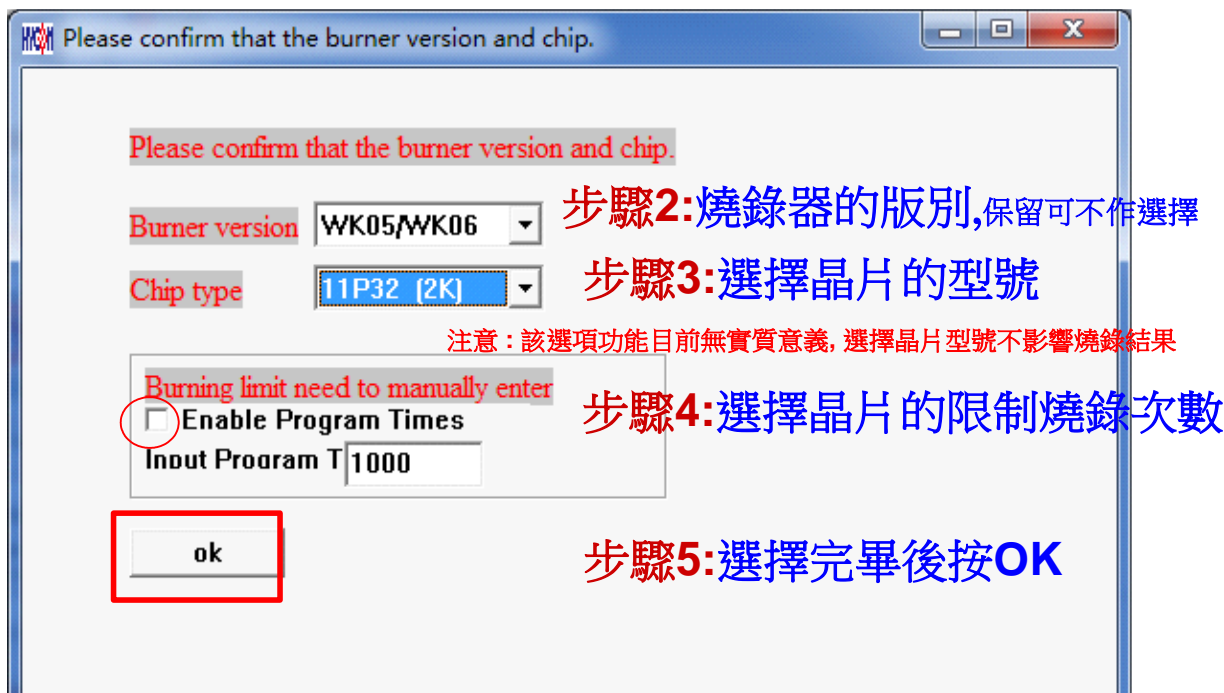 HYCON Please confirm that the burner version and chip.
Please confirm that the burner version and chip.
步驟2:燒錄器的版別,保留可不作選擇
Burner version WK05/WK06
步驟3:選擇晶片的型號
Chip type 11P32 (2K)
注意：該選項功能目前無實質意義, 選擇晶片型號不影響燒錄結果
Burning limit need to manually enter
步驟4:選擇晶片的限制燒錄次數
Enable Program Times
Input Program T 1000
ok
步驟5:選擇完畢後按OK